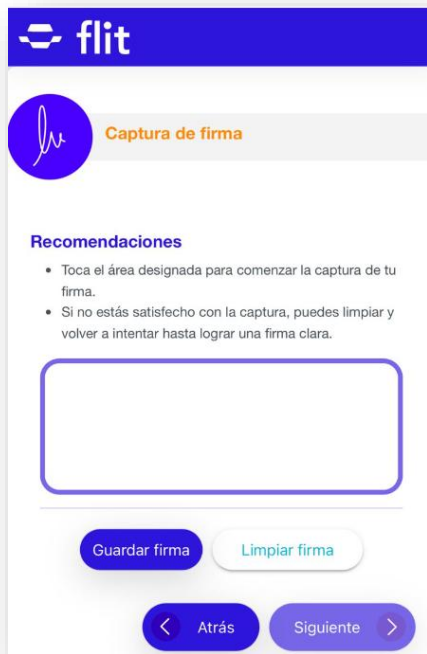 flit
Captura de firma
Recomendaciones
• Toca el área designada para comenzar la captura de tu
firma.
• Si no estás satisfecho con la captura, puedes limpiar y
volver a intentar hasta lograr una firma clara.
Guardar firma Limpiar firma
Atrás Siguiente